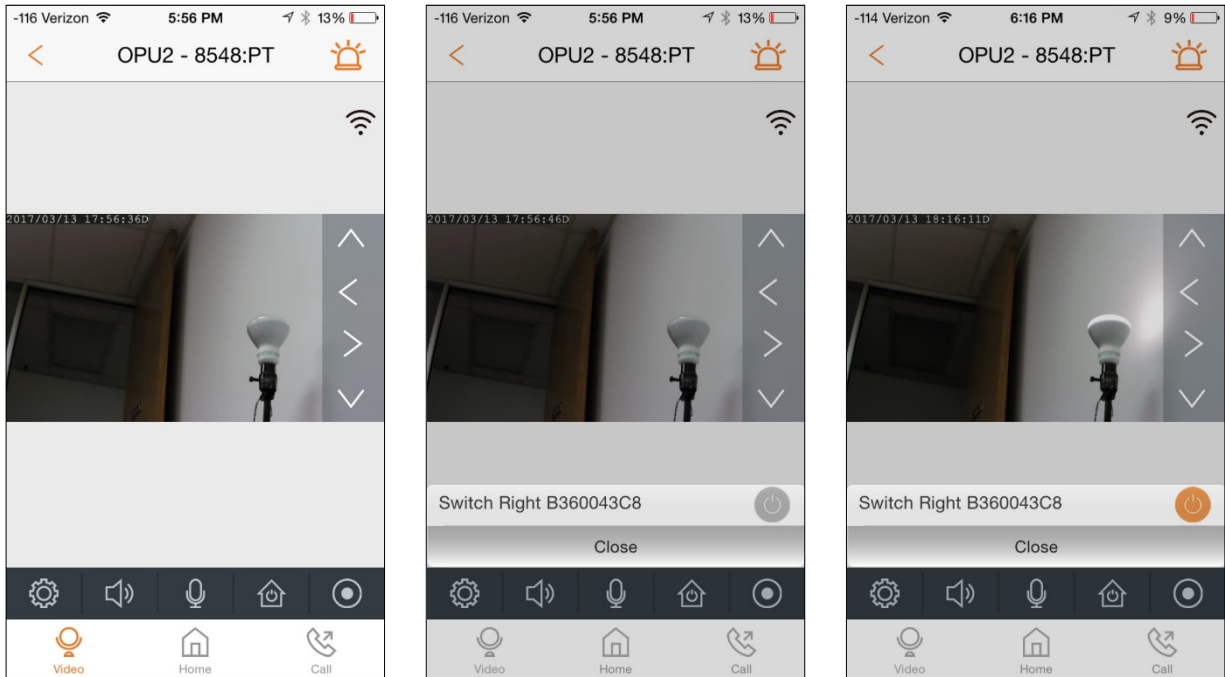 -116 Verizon 5:56 PM 13%
OPU2 - 8548:PT
2017/03/13 17:56:36D
Video Home Call
-116 Verizon 5:56 PM 13%
OPU2 - 8548:PT
2017/03/13 17:56:46D
Switch Right B360043C8
Close
Video Home Call
-114 Verizon 6:16 PM 9%
OPU2 - 8548:PT
2017/03/13 18:16:11D
Switch Right B360043C8
Close
Video Home Call